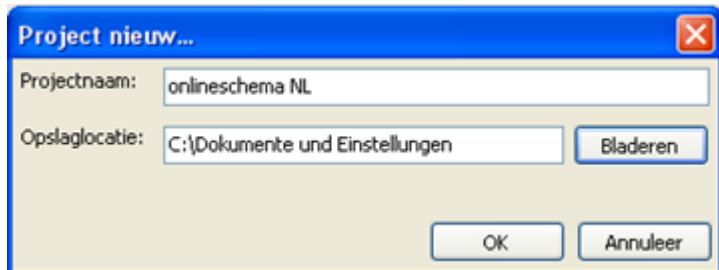 Project nieuw...
Projectnaam: onlineschema NL
Opslaglocatie: C:\Dokumente und Einstellungen Bladeren
OK Annuleer